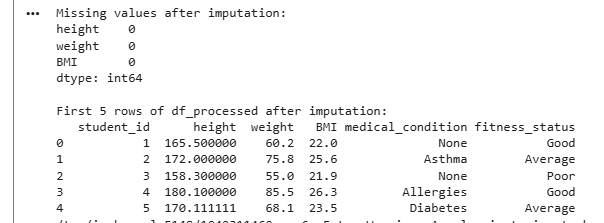 Missing values after imputation:
height 0
weight 0
BMI 0
dtype: int64
First 5 rows of df_processed after imputation:
student_id height weight BMI medical_condition fitness_status
0 1 165.500000 60.2 22.0 None Good
1 2 172.000000 75.8 25.6 Asthma Average
2 3 158.300000 55.0 21.9 None Poor
3 4 180.100000 85.5 26.3 Allergies Good
4 5 170.111111 68.1 23.5 Diabetes Average